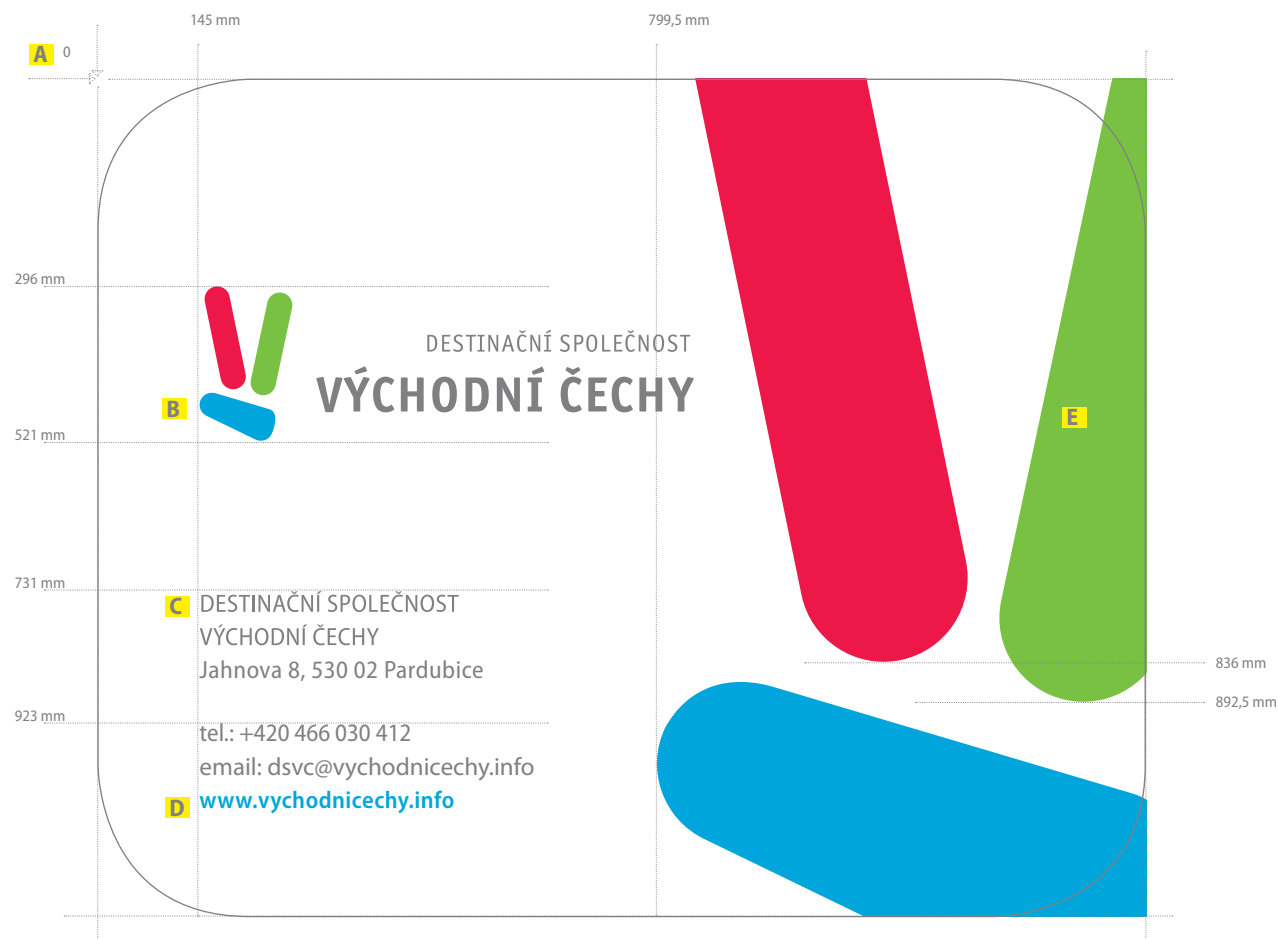 145 mm
799,5 mm
A 0
296 mm
DESTINAČNÍ SPOLEČNOST
VÝCHODNÍ ČECHY
B
E
521 mm
731 mm
C DESTINAČNÍ SPOLEČNOST
VÝCHODNÍ ČECHY
Jahnova 8, 530 02 Pardubice
836 mm
892,5 mm
923 mm
tel.: +420 466 030 412
email: dsvc@vychodnicechy.info
D www.vychodnicechy.info